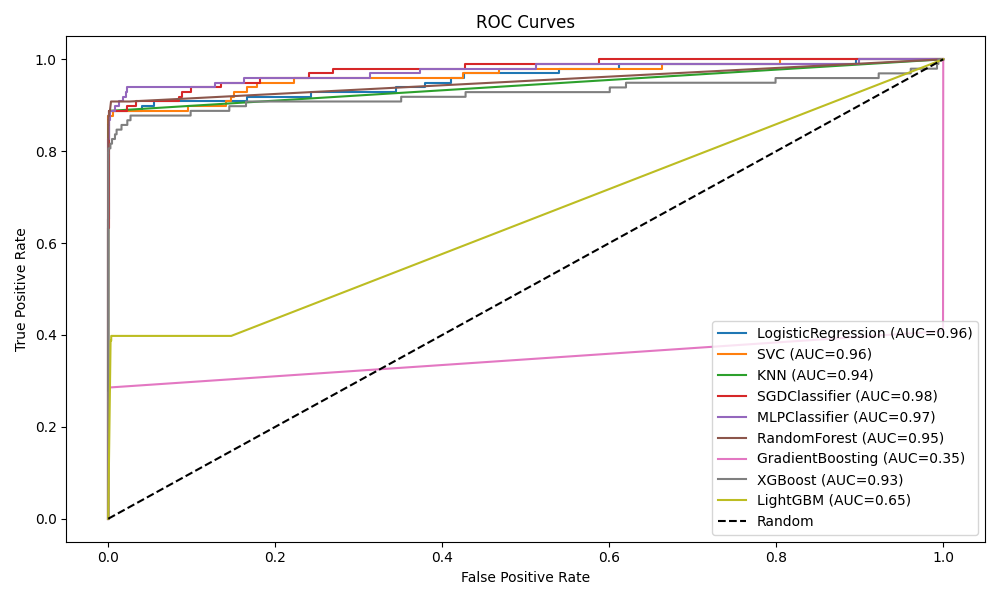 ROC Curves
True Positive Rate
1.0
0.8
0.6
0.4
0.2
0.0
LogisticRegression (AUC=0.96)
SVC (AUC=0.96)
KNN (AUC=0.94)
SGDClassifier (AUC=0.98)
MLPClassifier (AUC=0.97)
RandomForest (AUC=0.95)
GradientBoosting (AUC=0.35)
XGBoost (AUC=0.93)
LightGBM (AUC=0.65)
Random
0.0 0.2 0.4 0.6 0.8 1.0
False Positive Rate